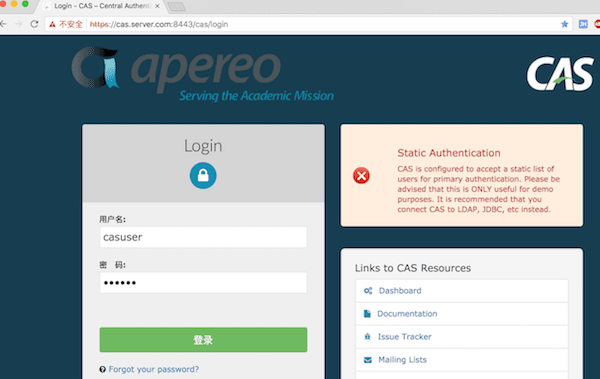 Login - CAS – Central Authenti
不安全 https://cas.server.com:8443/cas/login
apereo
Serving the Academic Mission
CAS
Login
用户名:
casuser
密 码:
••••••
登录
Forgot your password?
Static Authentication
CAS is configured to accept a static list
of users for primary authentication. Please be
advised that this is ONLY useful for demo
purposes. It is recommended that you
connect CAS to LDAP, JDBC, etc instead.
Links to CAS Resources
Dashboard
Documentation
Issue Tracker
Mailing Lists